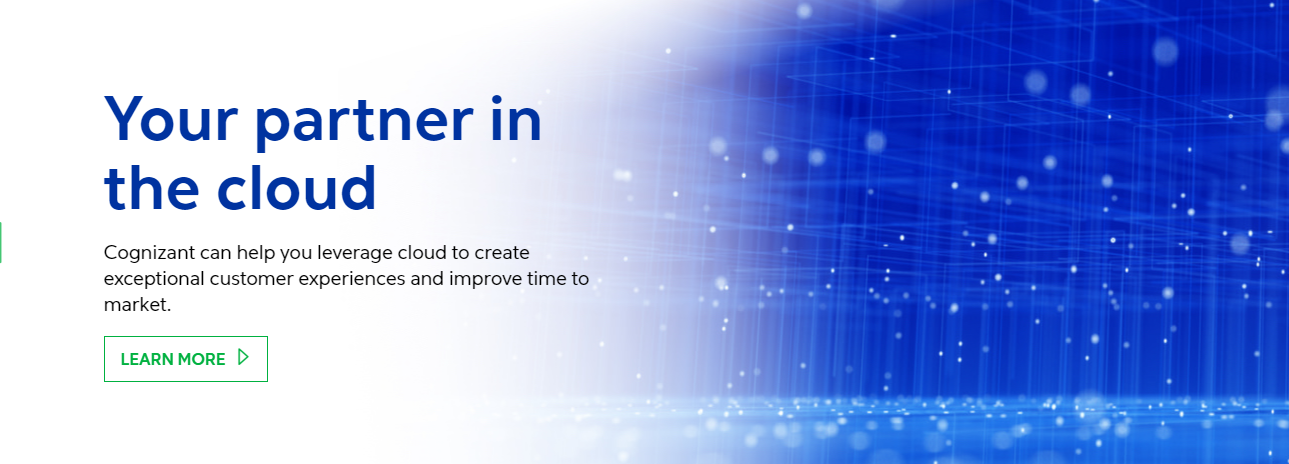 Your partner in
the cloud
Cognizant can help you leverage cloud to create
exceptional customer experiences and improve time to
market.
LEARN MORE